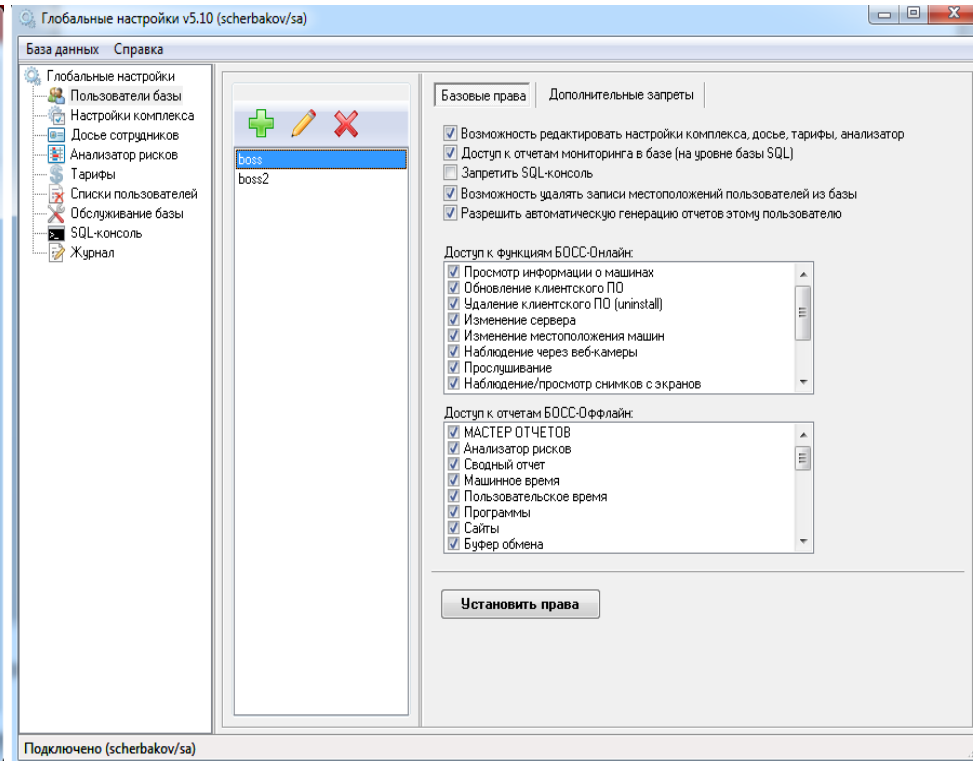 Глобальные настройки v5.10 (scherbakov/sa)
База данных Справка
Глобальные настройки
Пользователи базы
Настройки комплекса
Досье сотрудников
Анализатор рисков
Тарифы
Списки пользователей
Обслуживание базы
SQL-консоль
Журнал
boss
boss2
Базовые права Дополнительные запреты
Возможность редактировать настройки комплекса, досье, тарифы, анализатор
Доступ к отчетам мониторинга в базе (на уровне базы SQL)
Запретить SQL-консоль
Возможность удалять записи местоположений пользователей из базы
Разрешить автоматическую генерацию отчетов этому пользователю
Доступ к функциям БОСС-Онлайн:
Просмотр информации о машинах
Обновление клиентского ПО
Удаление клиентского ПО (uninstall)
Изменение сервера
Изменение местоположения машин
Наблюдение через веб-камеры
Прослушивание
Наблюдение/просмотр снимков с экранов
Доступ к отчетам БОСС-Оффлайн:
МАСТЕР ОТЧЕТОВ
Анализатор рисков
Сводный отчет
Машинное время
Пользовательское время
Программы
Сайты
Буфер обмена
Установить права
Подключено (scherbakov/sa)